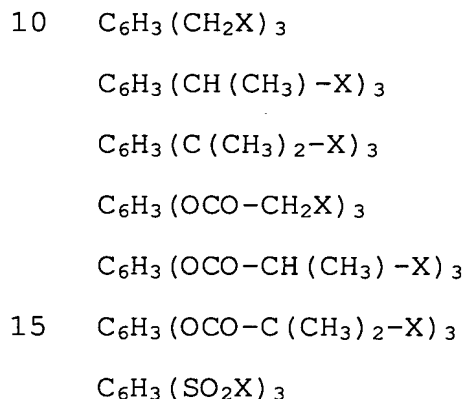 10 C₆H₃(CH₂X)₃
C₆H₃(CH(CH₃)-X)₃
C₆H₃(C(CH₃)₂-X)₃
C₆H₃(OCO-CH₂X)₃
C₆H₃(OCO-CH(CH₃)-X)₃
15 C₆H₃(OCO-C(CH₃)₂-X)₃
C₆H₃(SO₂X)₃